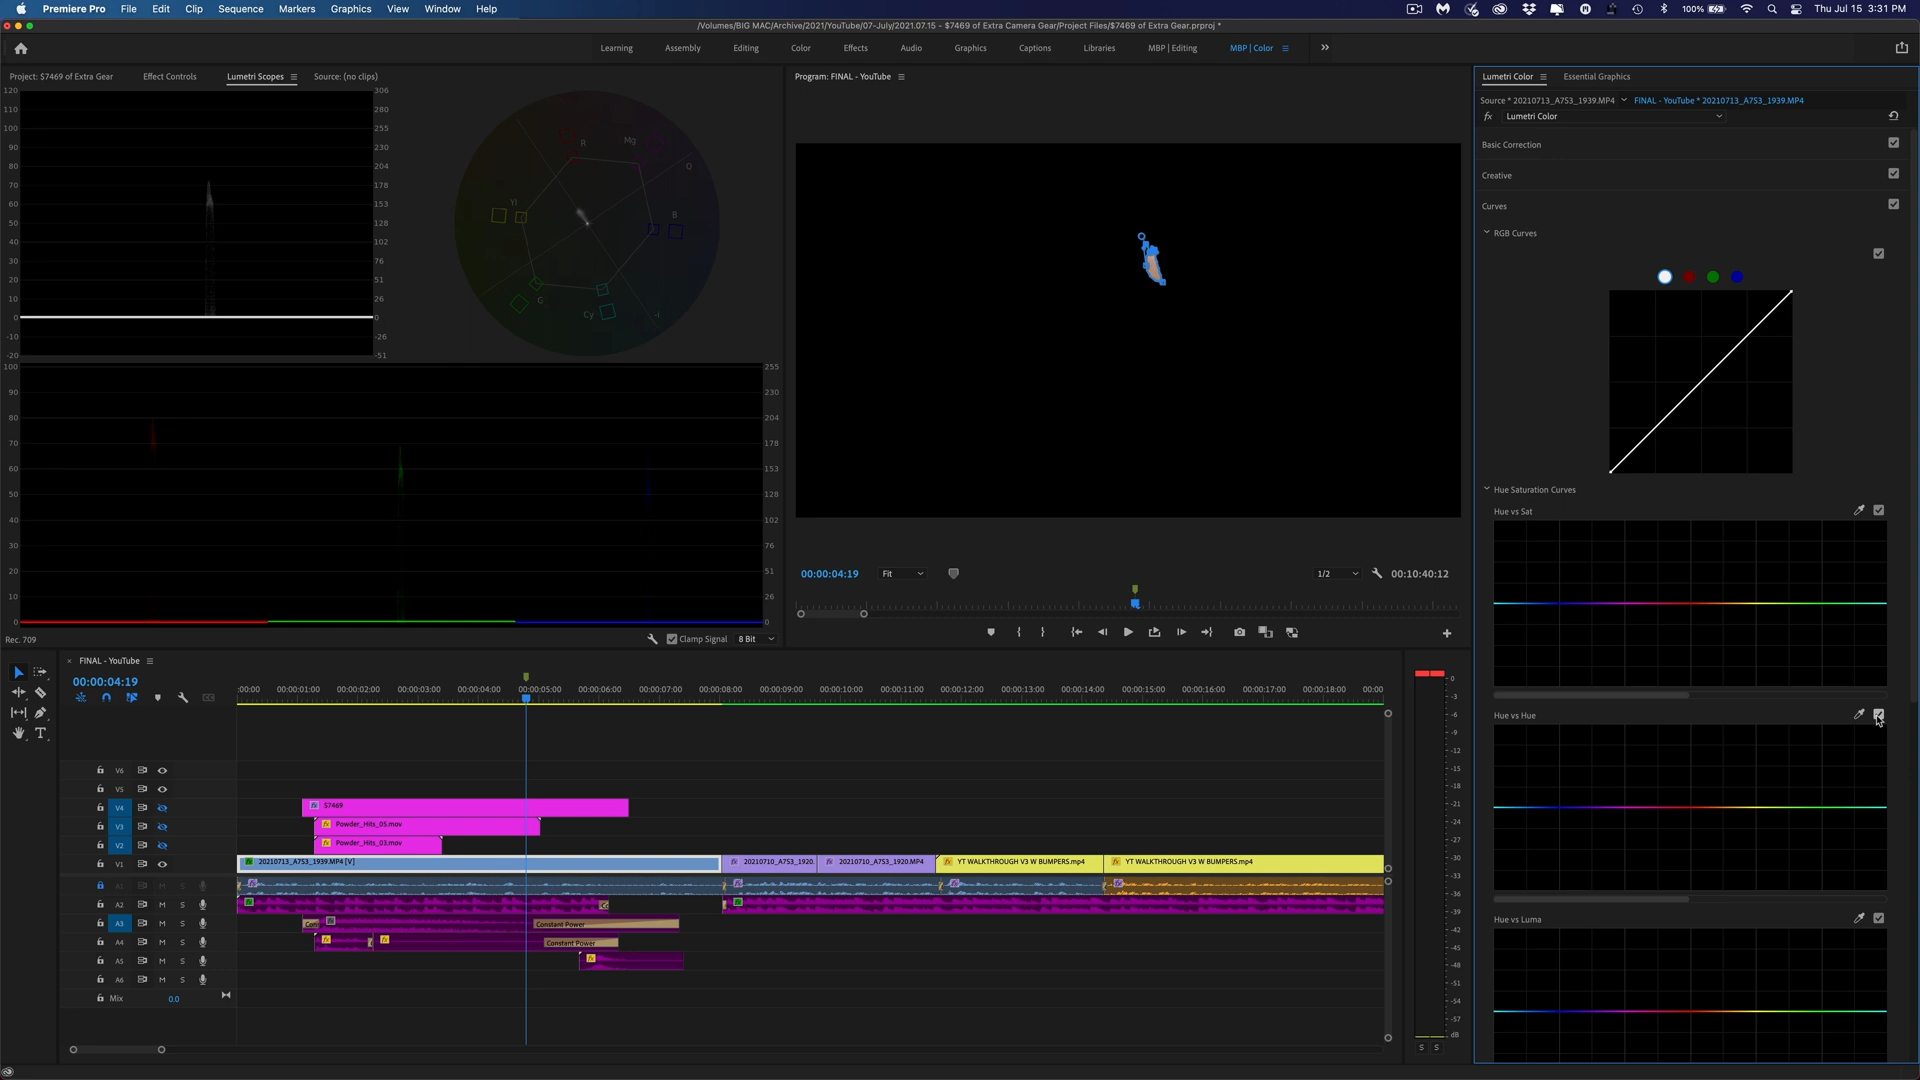 Premiere Pro File Edit Clip Sequence Markers Graphics View Window Help 100% Thu Jul 15 3:31 PM
/Volumes/BIG MAC/Archive/2021/YouTube/07-July/2021.07.15 - $7469 of Extra Camera Gear/Project Files/$7469 of Extra Gear.prproj *
Learning Assembly Editing Color Effects Audio Graphics Captions Libraries MBP | Editing MBP | Color
Project: $7469 of Extra Gear Effect Controls Lumetri Scopes Source: (no clips)
Program: FINAL - YouTube
Lumetri Color Essential Graphics
Source * 20210713_A7S3_1939.MP4 FINAL - YouTube * 20210713_A7S3_1939.MP4
fx Lumetri Color
Basic Correction
Creative
Curves
RGB Curves
Hue Saturation Curves
Hue vs Sat
Hue vs Hue
Hue vs Luma
120 306
110 280
100 255
90 230
80 204
70 178
60 153
50 128
40 102
30 76
20 51
10 26
0 0
-10 -26
-20 -51
R Mg Q B Cy G Yl
100 255
90 230
80 204
70 178
60 153
50 128
40 102
30 76
20 51
10 26
0 0
Rec. 709 Clamp Signal 8 Bit
00:00:04:19 Fit 1/2 00:10:40:12
FINAL - YouTube
00:00:04:19
:00:00 00:00:01:00 00:00:02:00 00:00:03:00 00:00:04:00 00:00:05:00 00:00:06:00 00:00:07:00 00:00:08:00 00:00:09:00 00:00:10:00 00:00:11:00 00:00:12:00 00:00:13:00 00:00:14:00 00:00:15:00 00:00:16:00 00:00:17:00 00:00:18:00 00:00
V6
V5
V4 fx $7469
V3 fx Powder_Hits_05.mov
V2 fx Powder_Hits_03.mov
V1 fx 20210713_A7S3_1939.MP4 [V] fx 20210710_A7S3_1920. fx 20210710_A7S3_1920.MP4 fx YT WALKTHROUGH V3 W BUMPERS.mp4 fx YT WALKTHROUGH V3 W BUMPERS.mp4
A1 M S
A2 M S
A3 M S Constant Power
A4 M S Constant Power
A5 M S
A6 M S
Mix 0.0
0
-3
-6
-9
-12
-15
-18
-21
-24
-27
-30
-33
-36
-39
-42
-45
-48
-51
-54
-57
dB
S S